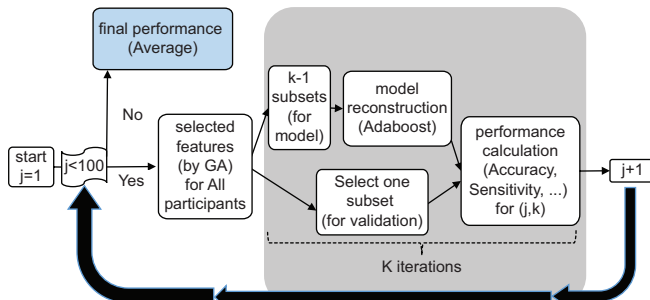 final performance
(Average)
No
start
j=1
j<100
Yes
selected
features
(by GA)
for All
participants
k-1
subsets
(for
model)
model
reconstruction
(Adaboost)
Select one
subset
(for validation)
performance
calculation
(Accuracy,
Sensitivity, ...)
for (j,k)
j+1
K iterations